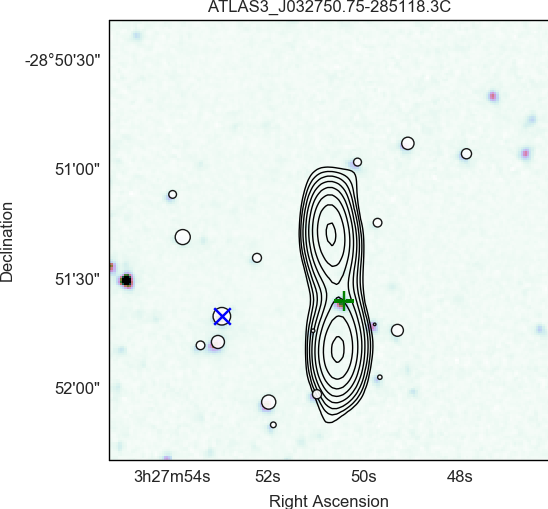 ATLAS3_J032750.75-285118.3C
-28°50'30"
51'00"
51'30"
52'00"
Declination
3h27m54s 52s 50s 48s
Right Ascension